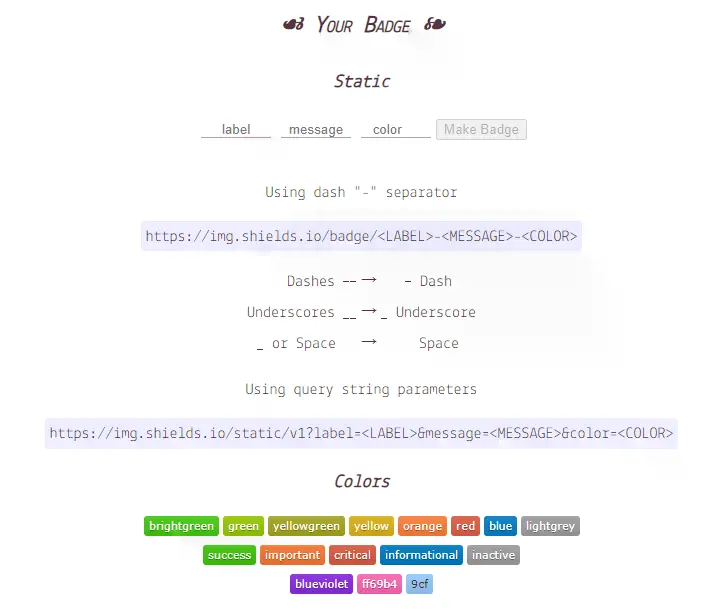 ☙ Your Badge ❧
Static
label message color Make Badge
Using dash "-" separator
https://img.shields.io/badge/<LABEL>-<MESSAGE>-<COLOR>
Dashes -- → - Dash
Underscores __ → _ Underscore
_ or Space → Space
Using query string parameters
https://img.shields.io/static/v1?label=<LABEL>&message=<MESSAGE>&color=<COLOR>
Colors
brightgreen green yellowgreen yellow orange red blue lightgrey
success important critical informational inactive
blueviolet ff69b4 9cf